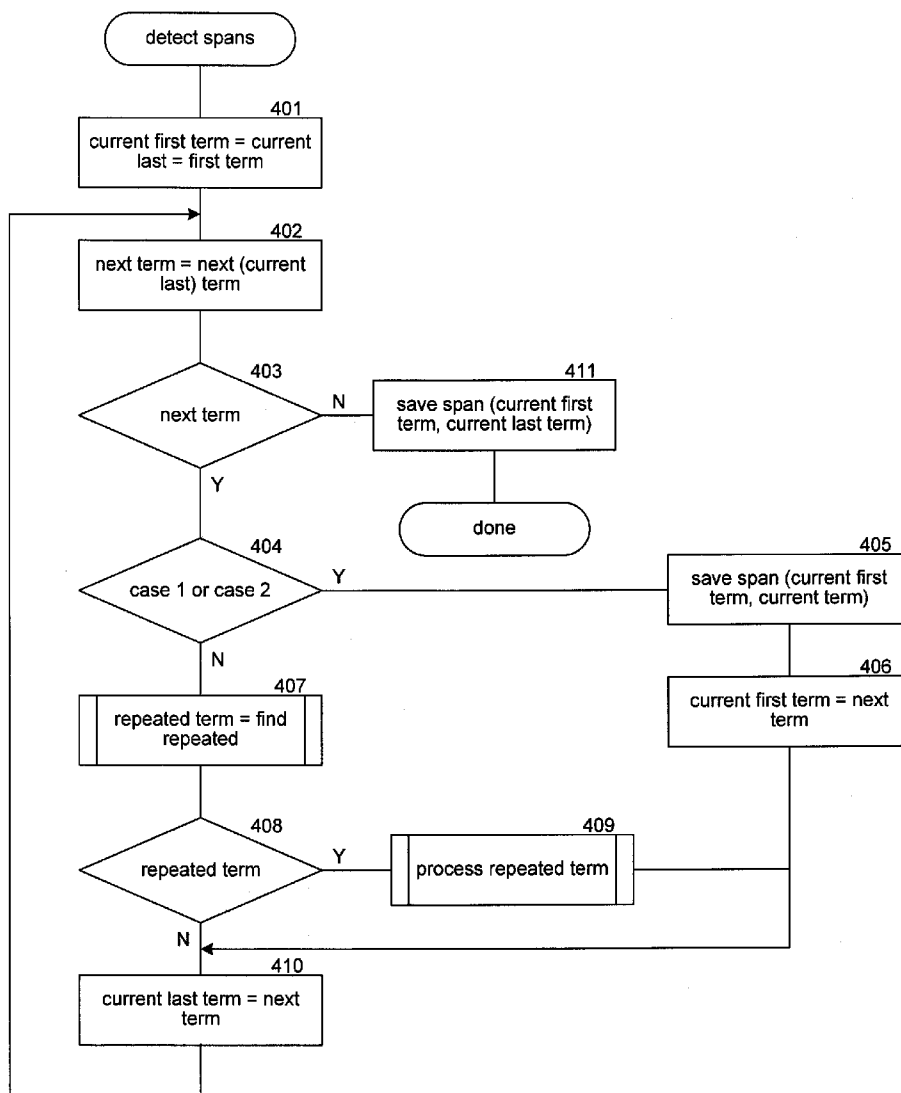 detect spans
401
current first term = current
last = first term
402
next term = next (current
last) term
403
next term
N
411
save span (current first
term, current last term)
done
Y
404
case 1 or case 2
Y
405
save span (current first
term, current term)
406
current first term = next
term
N
407
repeated term = find
repeated
408
repeated term
Y
409
process repeated term
N
410
current last term = next
term